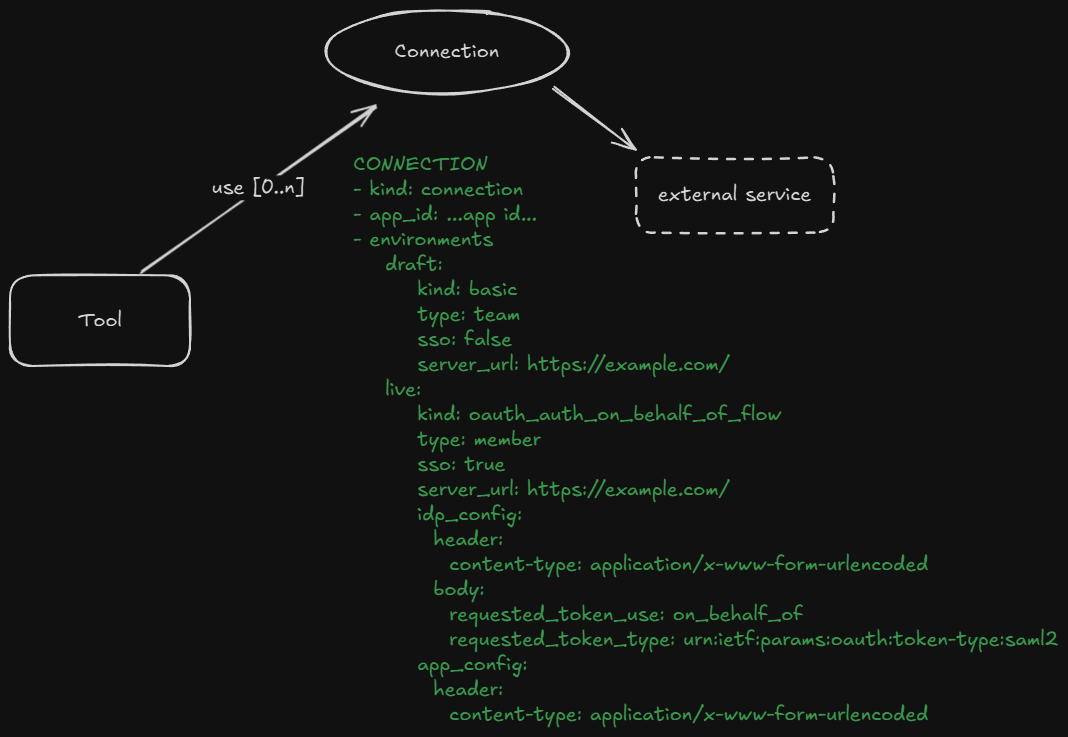 Connection
use [0..n]
Tool
external service
CONNECTION
- kind: connection
- app_id: ...app id...
- environments
draft:
kind: basic
type: team
sso: false
server_url: https://example.com/
live:
kind: oauth_auth_on_behalf_of_flow
type: member
sso: true
server_url: https://example.com/
idp_config:
header:
content-type: application/x-www-form-urlencoded
body:
requested_token_use: on_behalf_of
requested_token_type: urn:ietf:params:oauth:token-type:saml2
app_config:
header:
content-type: application/x-www-form-urlencoded